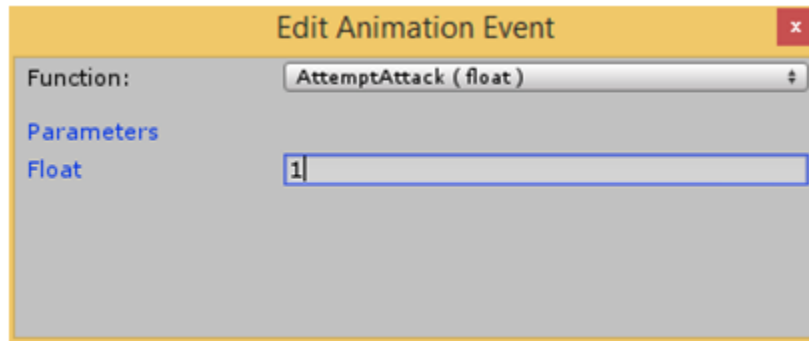 Edit Animation Event
x
Function: AttemptAttack ( float )
Parameters
Float 1